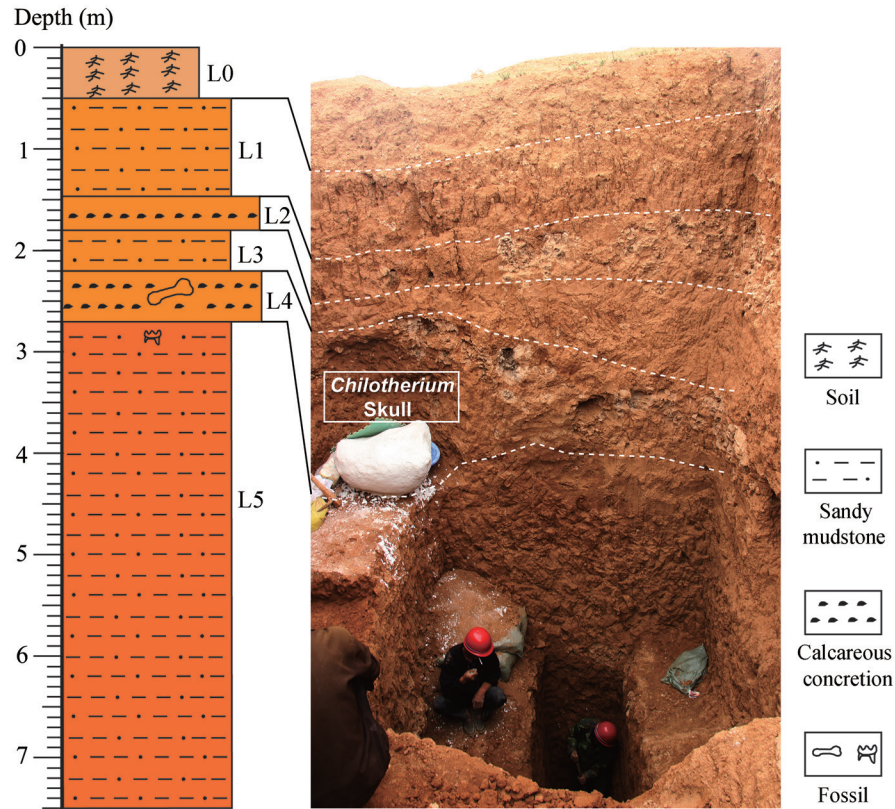 Depth (m)
0
L0
L1
1
L2
2
L3
L4
3
Chilotherium
Skull
4
L5
5
6
7
Soil
Sandy
mudstone
Calcareous
concretion
Fossil